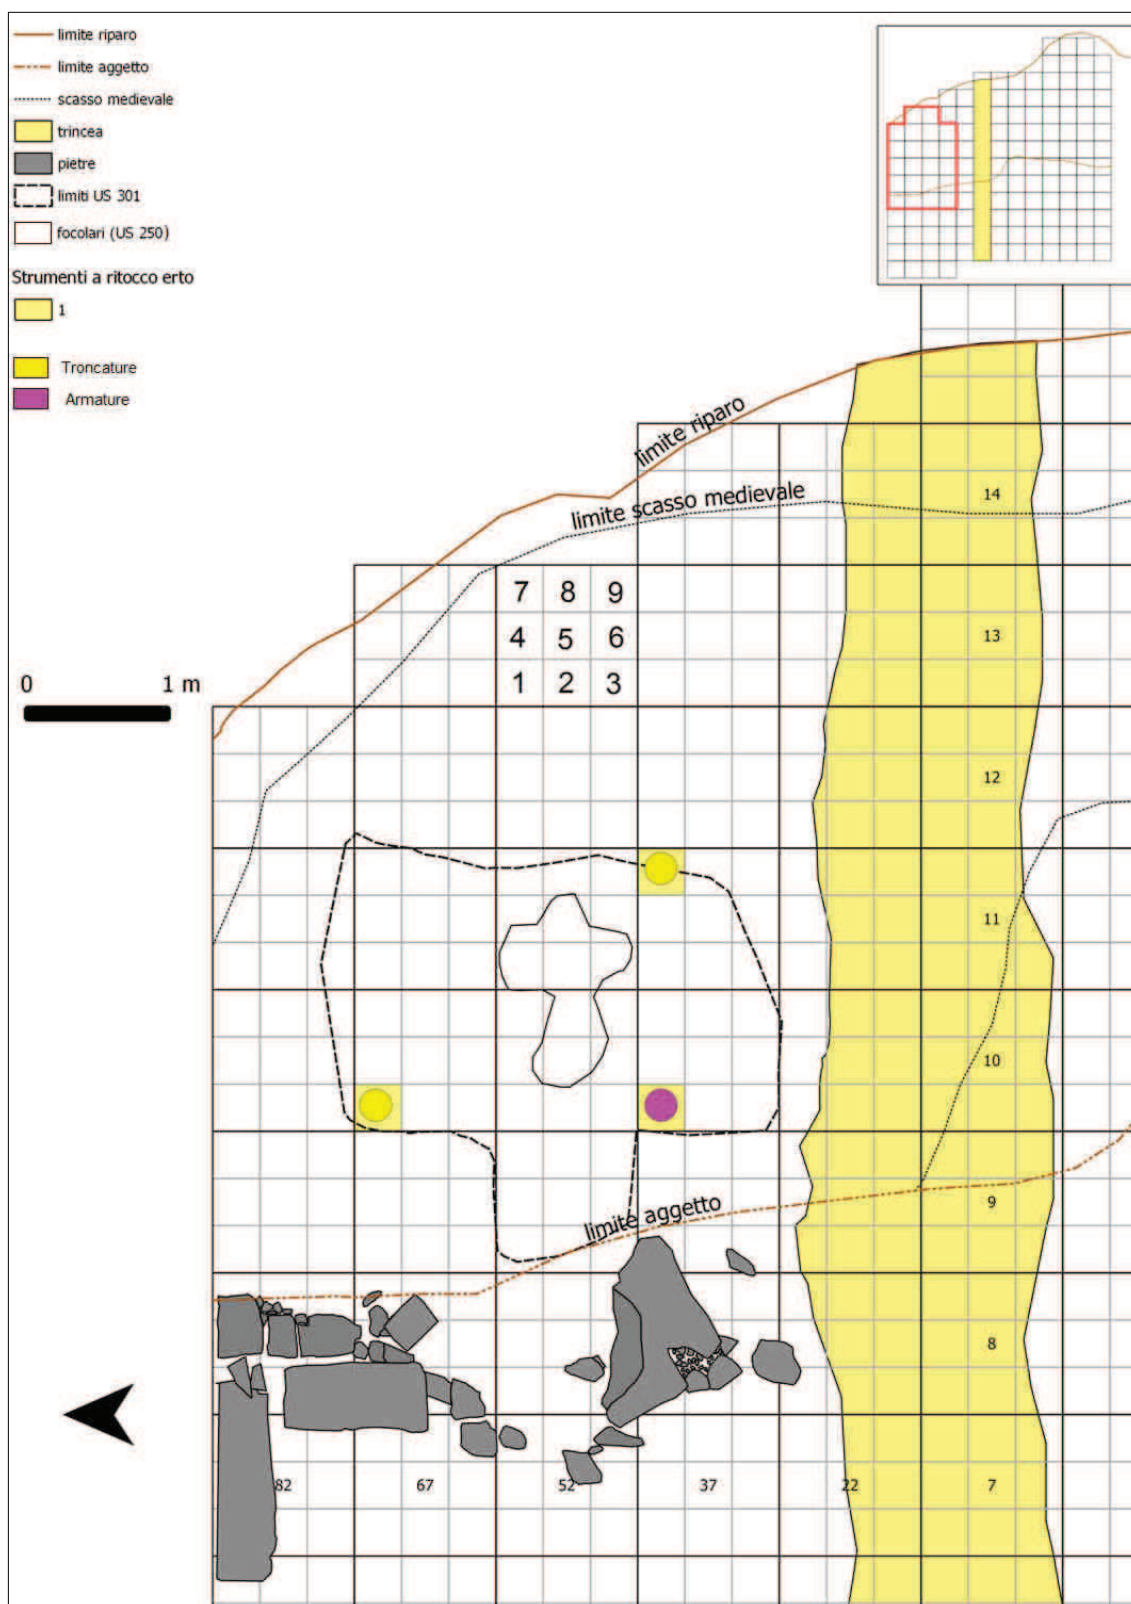 limite riparo
limite aggetto
scasso medievale
trincea
pietre
limiti US 301
focolari (US 250)
Strumenti a ritocco erto
1
Troncature
Armature
limite riparo
limite scasso medievale
14
7 8 9
4 5 6
1 2 3
13
0 1 m
12
11
10
limite aggetto
9
8
82 67 52 37 22 7